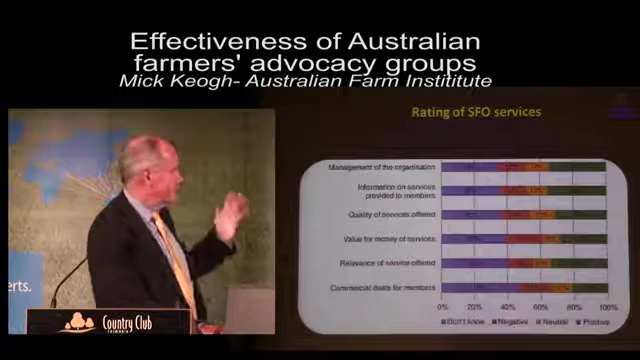 Effectiveness of Australian
farmers' advocacy groups
Mick Keogh- Australian Farm Instititute
Rating of SFO services
Management of the organisation
Information on services
provided to members
Quality of services offered
Value for money of services
Relevance of service offered
Commercial deals for members
0% 20% 40% 60% 80% 100%
Don't know Negative Neutral Positive
erts.
Country Club
TASMANIA